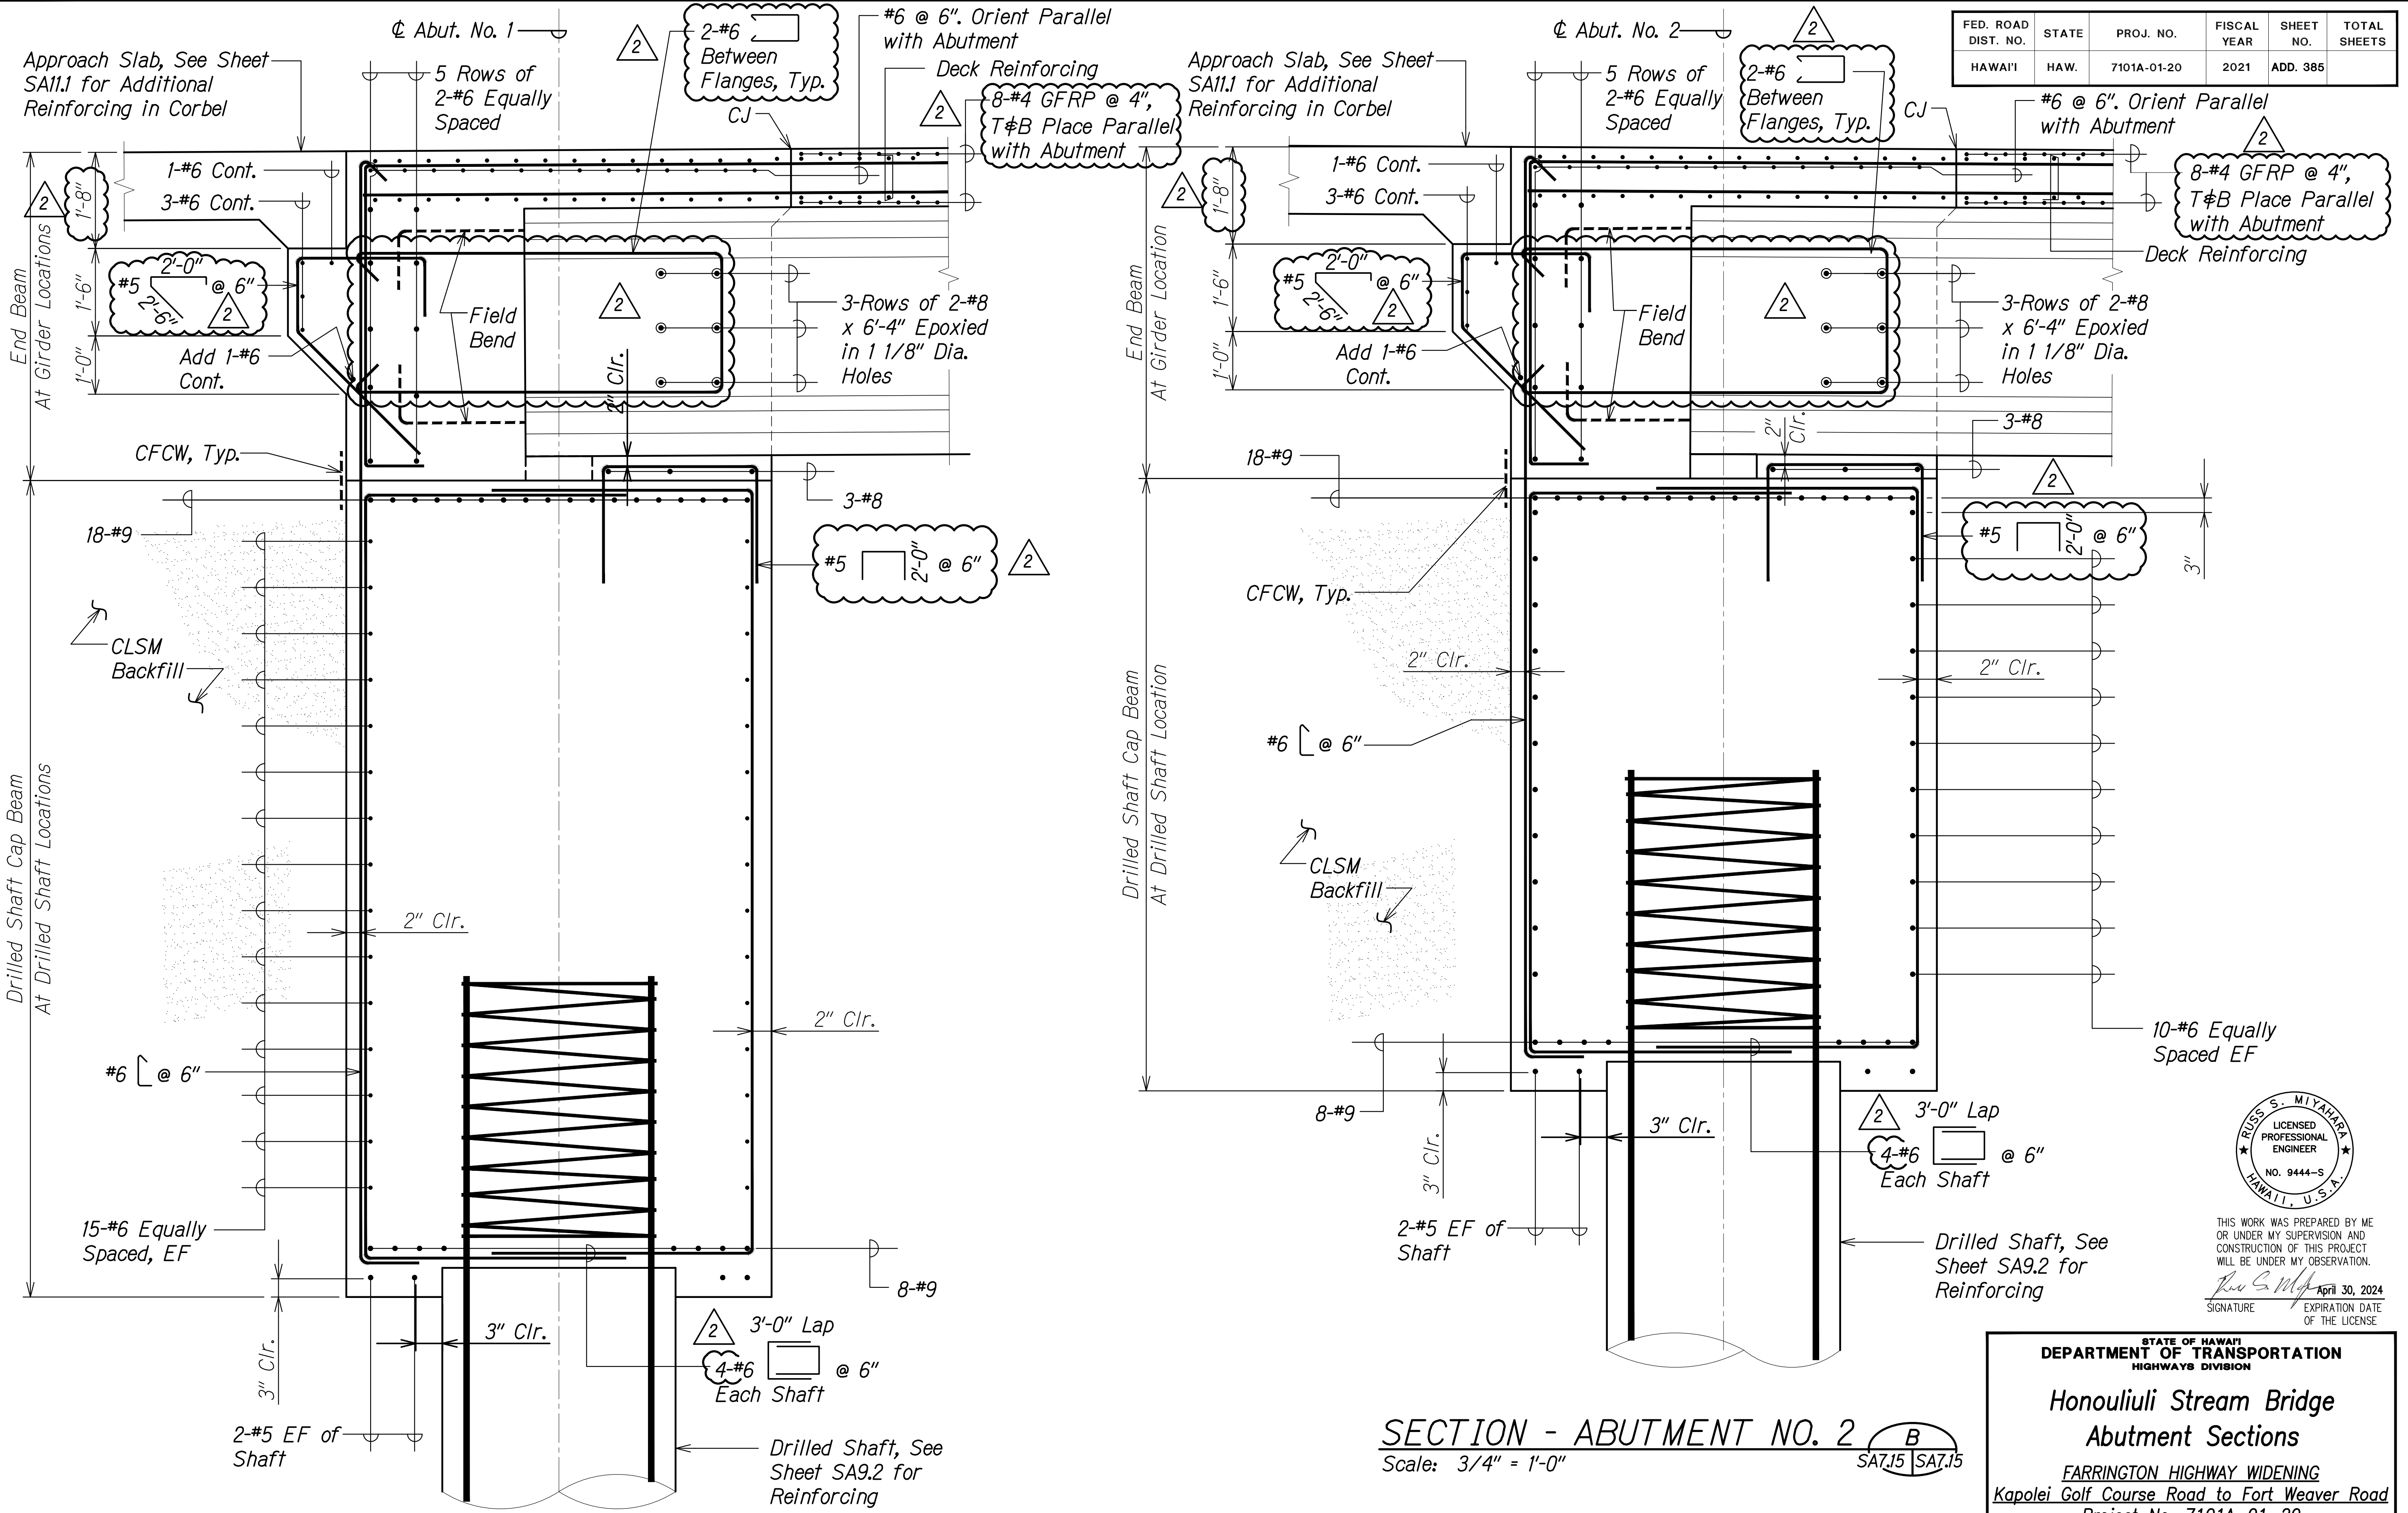 ℄ Abut. No. 1
Approach Slab, See Sheet
SA11.1 for Additional
Reinforcing in Corbel
5 Rows of
2-#6 Equally
Spaced
2
2-#6
Between
Flanges, Typ.
#6 @ 6". Orient Parallel
with Abutment
Deck Reinforcing
CJ
2
8-#4 GFRP @ 4",
T&B Place Parallel
with Abutment
1-#6 Cont.
3-#6 Cont.
2
1'-8"
1'-6"
1'-0"
End Beam
At Girder Locations
#5 2'-0" @ 6"
2'-6"
2
Add 1-#6
Cont.
Field
Bend
2
2" Clr.
3-Rows of 2-#8
x 6'-4" Epoxied
in 1 1/8" Dia.
Holes
CFCW, Typ.
3-#8
18-#9
#5 2'-0" @ 6"
2
CLSM
Backfill
Drilled Shaft Cap Beam
At Drilled Shaft Locations
2" Clr.
2" Clr.
#6 @ 6"
15-#6 Equally
Spaced, EF
8-#9
3" Clr.
3" Clr.
2
3'-0" Lap
4-#6 @ 6"
Each Shaft
2-#5 EF of
Shaft
Drilled Shaft, See
Sheet SA9.2 for
Reinforcing
℄ Abut. No. 2
Approach Slab, See Sheet
SA11.1 for Additional
Reinforcing in Corbel
5 Rows of
2-#6 Equally
Spaced
2
2-#6
Between
Flanges, Typ.
CJ
#6 @ 6". Orient Parallel
with Abutment
2
8-#4 GFRP @ 4",
T&B Place Parallel
with Abutment
Deck Reinforcing
1-#6 Cont.
3-#6 Cont.
2
1'-8"
1'-6"
1'-0"
End Beam
At Girder Location
#5 2'-0" @ 6"
2'-6"
2
Add 1-#6
Cont.
Field
Bend
2
3-Rows of 2-#8
x 6'-4" Epoxied
in 1 1/8" Dia.
Holes
2"
Clr.
3-#8
18-#9
2
#5 2'-0" @ 6"
3"
CFCW, Typ.
2" Clr.
2" Clr.
Drilled Shaft Cap Beam
At Drilled Shaft Location
#6 @ 6"
CLSM
Backfill
10-#6 Equally
Spaced EF
8-#9
3" Clr.
3" Clr.
2
3'-0" Lap
4-#6 @ 6"
Each Shaft
2-#5 EF of
Shaft
Drilled Shaft, See
Sheet SA9.2 for
Reinforcing
SECTION - ABUTMENT NO. 2
Scale: 3/4" = 1'-0"
B
SA7.15 SA7.15
FED. ROAD DIST. NO. STATE PROJ. NO. FISCAL YEAR SHEET NO. TOTAL SHEETS
HAWAI'I HAW. 7101A-01-20 2021 ADD. 385
RUSS S. MIYAHARA
LICENSED
PROFESSIONAL
ENGINEER
NO. 9444-S
HAWAII, U.S.A.
THIS WORK WAS PREPARED BY ME
OR UNDER MY SUPERVISION AND
CONSTRUCTION OF THIS PROJECT
WILL BE UNDER MY OBSERVATION.
April 30, 2024
SIGNATURE EXPIRATION DATE
OF THE LICENSE
STATE OF HAWAI'I
DEPARTMENT OF TRANSPORTATION
HIGHWAYS DIVISION
Honouliuli Stream Bridge
Abutment Sections
FARRINGTON HIGHWAY WIDENING
Kapolei Golf Course Road to Fort Weaver Road
Project No. 7101A-01-20